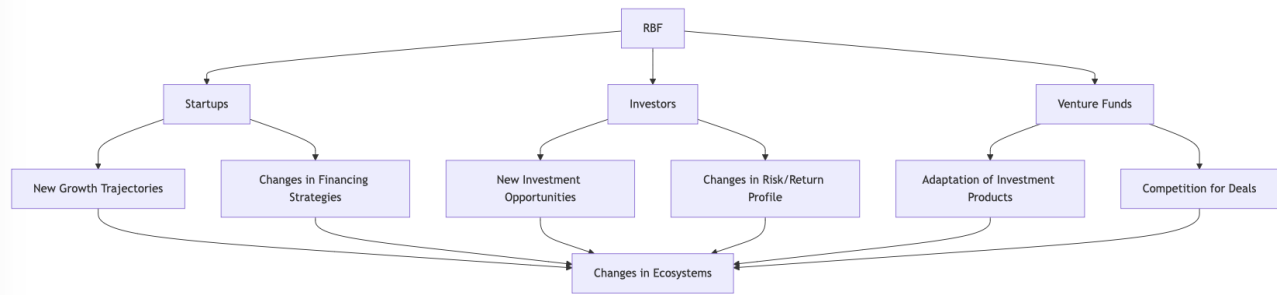 RBF
Startups
Investors
Venture Funds
New Growth Trajectories
Changes in Financing
Strategies
New Investment
Opportunities
Changes in Risk/Return
Profile
Adaptation of Investment
Products
Competition for Deals
Changes in Ecosystems